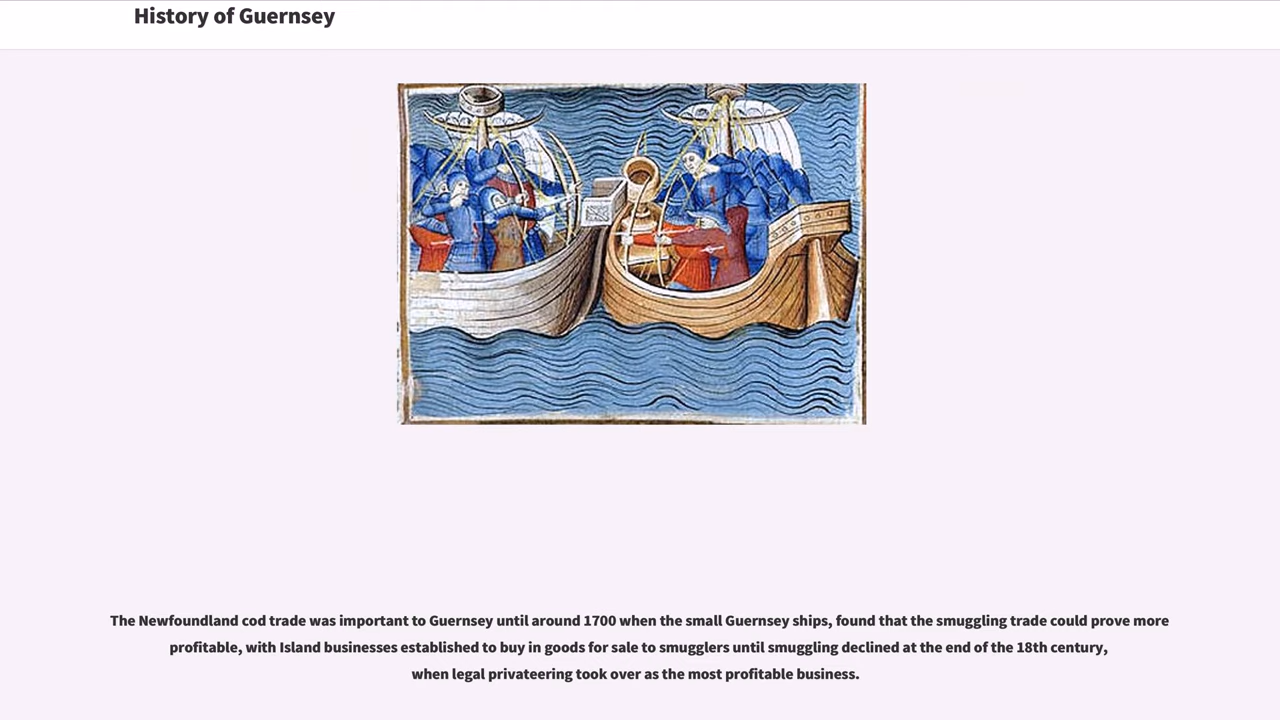 History of Guernsey
The Newfoundland cod trade was important to Guernsey until around 1700 when the small Guernsey ships, found that the smuggling trade could prove more
profitable, with Island businesses established to buy in goods for sale to smugglers until smuggling declined at the end of the 18th century,
when legal privateering took over as the most profitable business.